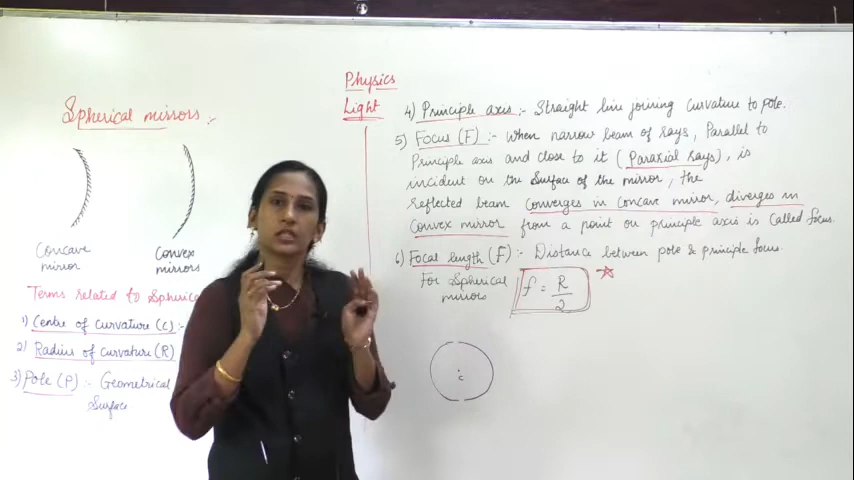 Physics
Light
Spherical mirrors :-
Concave
mirror
Convex
mirrors
Terms related to Spherica
1) Centre of curvature (C) :-
2) Radius of curvature (R)
3) Pole (P) :- Geometrical
Surface
4) Principle axis :- Straight line joining curvature to pole.
5) Focus (F) :- When narrow beam of rays, Parallel to
Principle axis and close to it (Paraxial rays), is
incident on the Surface of the mirror, the
reflected beam Converges in Concave mirror, diverges in
Convex mirror from a point on principle axis is called focus.
6) Focal length (F) :- Distance between pole & principle focus.
For Spherical
mirrors
f = R/2
c